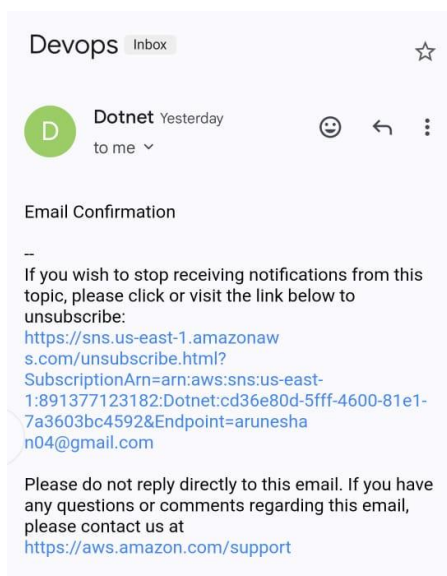 Devops Inbox
D
Dotnet Yesterday
to me
Email Confirmation
--
If you wish to stop receiving notifications from this
topic, please click or visit the link below to
unsubscribe:
https://sns.us-east-1.amazonaw
s.com/unsubscribe.html?
SubscriptionArn=arn:aws:sns:us-east-
1:891377123182:Dotnet:cd36e80d-5fff-4600-81e1-
7a3603bc4592&Endpoint=arunesha
n04@gmail.com
Please do not reply directly to this email. If you have
any questions or comments regarding this email,
please contact us at
https://aws.amazon.com/support